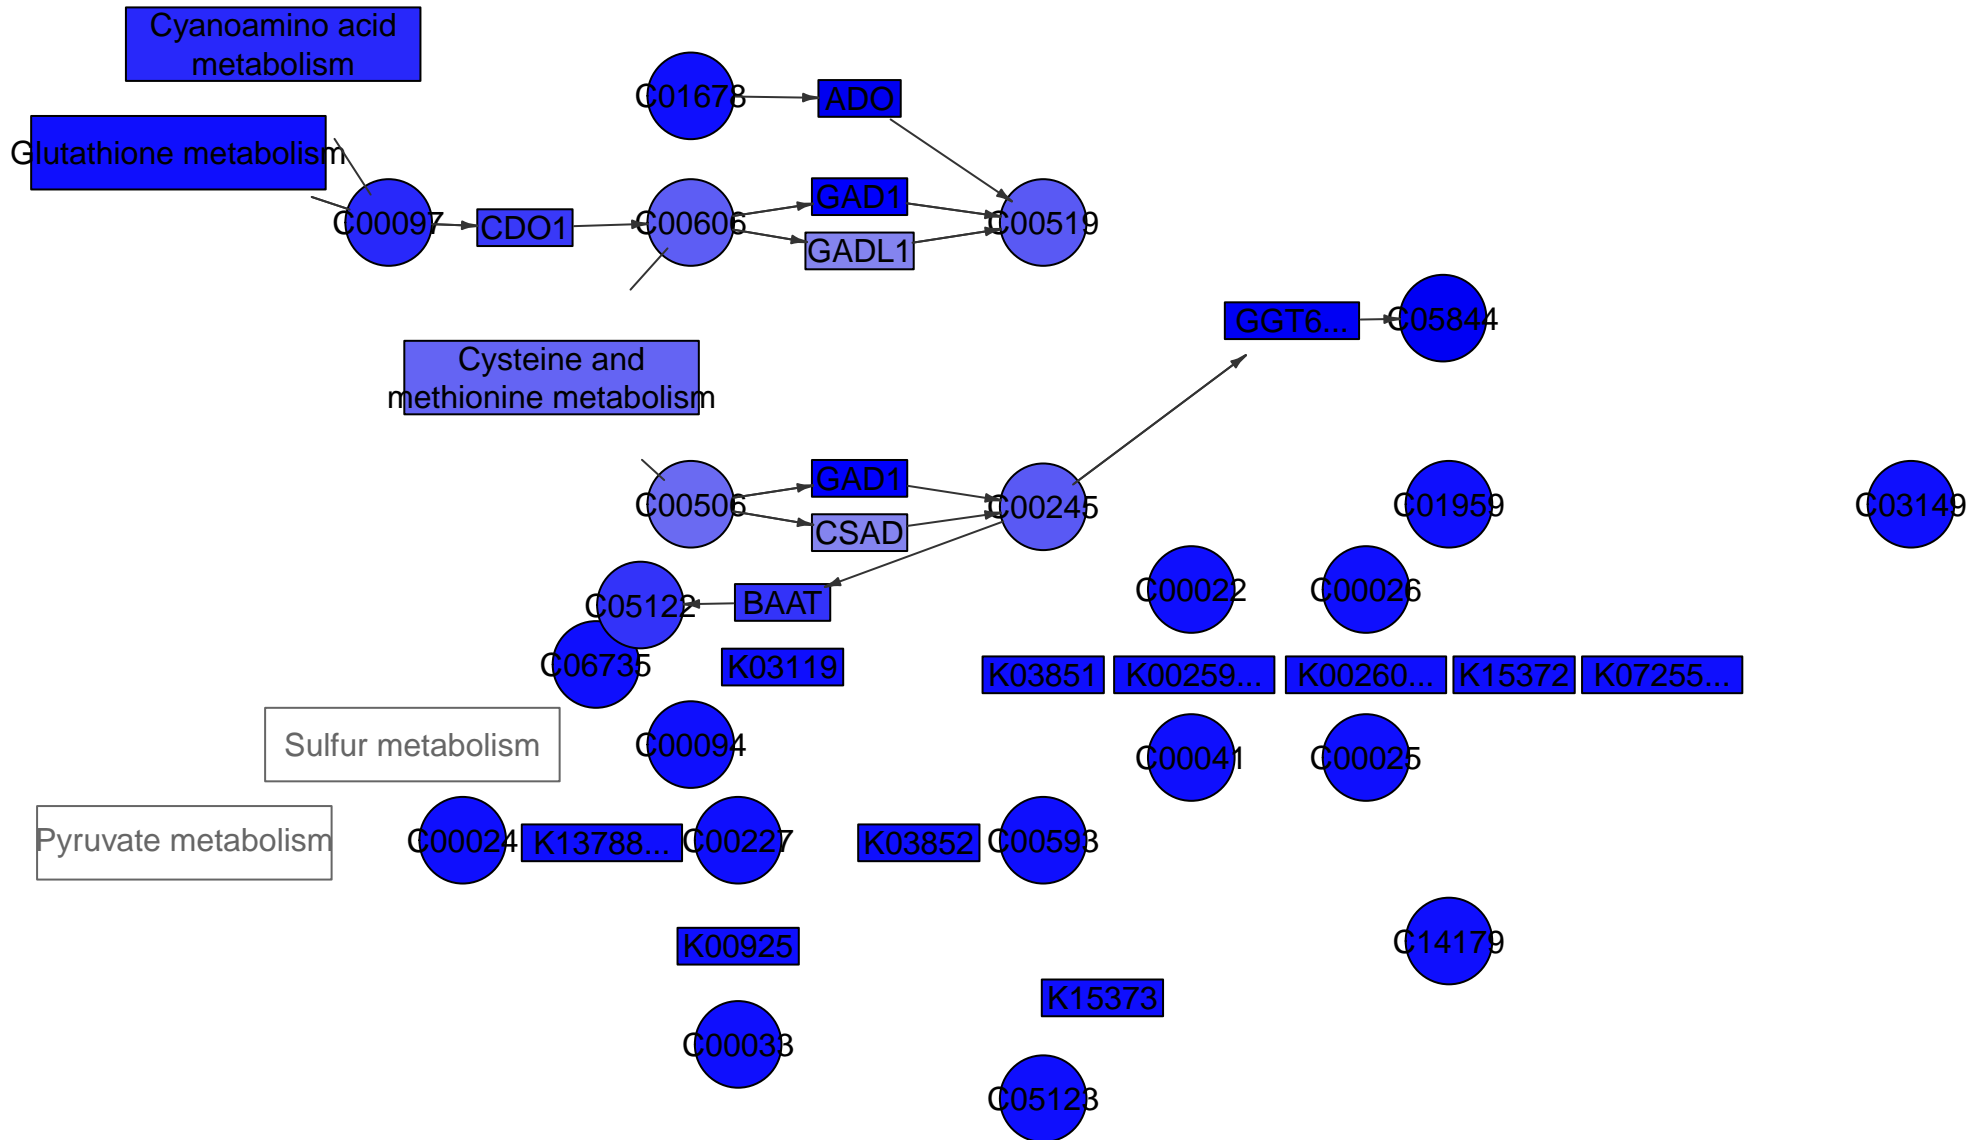 Cyanoamino acid
metabolism
C01678
ADO
Glutathione metabolism
C00097
CDO1
C00606
GAD1
GADL1
C00519
GGT6...
C05844
Cysteine and
methionine metabolism
C00506
GAD1
CSAD
C00245
C01959
C03149
C05122
BAAT
C00022
C00026
C06735
K03119
K03851
K00259...
K00260...
K15372
K07255...
Sulfur metabolism
C00094
C00041
C00025
Pyruvate metabolism
C00024
K13788...
C00227
K03852
C00593
K00925
C14179
K15373
C00033
C05123